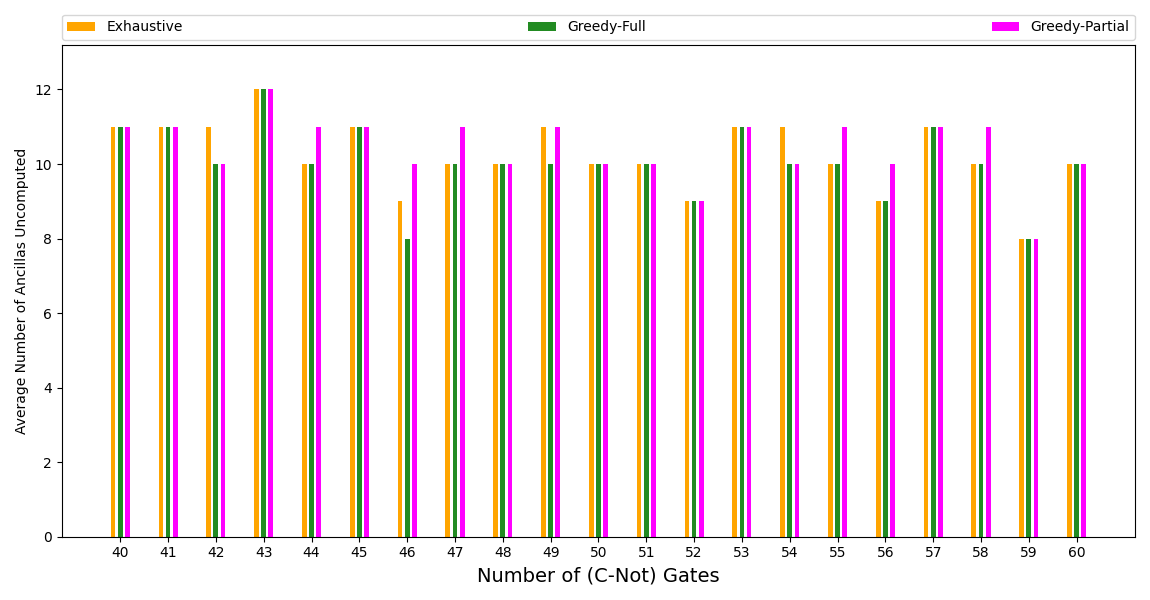 Exhaustive Greedy-Full Greedy-Partial
Average Number of Ancillas Uncomputed
12
10
8
6
4
2
0
40 41 42 43 44 45 46 47 48 49 50 51 52 53 54 55 56 57 58 59 60
Number of (C-Not) Gates